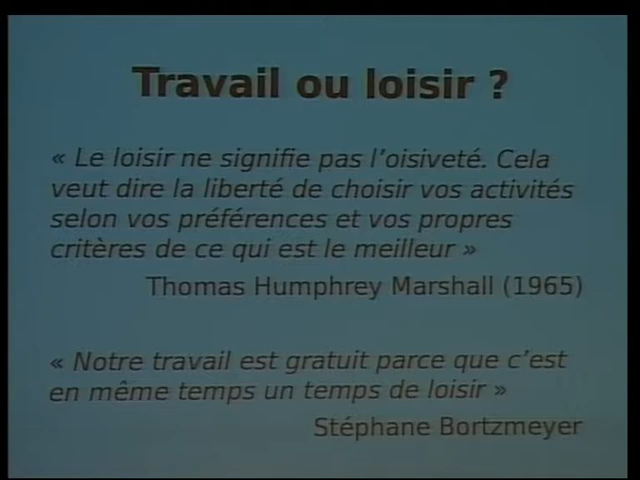 Travail ou loisir ?
« Le loisir ne signifie pas l'oisiveté. Cela
veut dire la liberté de choisir vos activités
selon vos préférences et vos propres
critères de ce qui est le meilleur »
Thomas Humphrey Marshall (1965)
« Notre travail est gratuit parce que c'est
en même temps un temps de loisir »
Stéphane Bortzmeyer